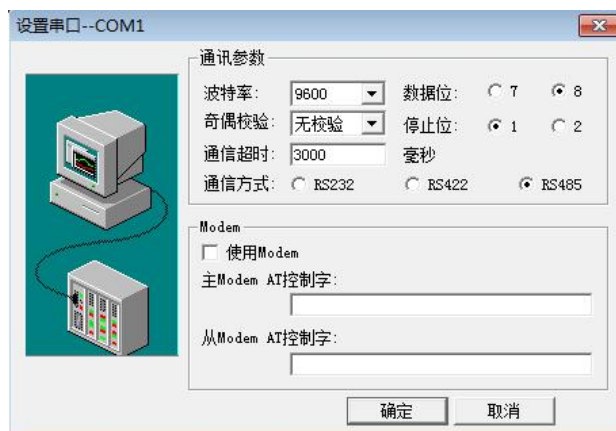 设置串口--COM1
通讯参数
波特率: 9600 数据位: 7 8
奇偶校验: 无校验 停止位: 1 2
通信超时: 3000 毫秒
通信方式: RS232 RS422 RS485
Modem
使用Modem
主Modem AT控制字:
从Modem AT控制字:
确定 取消